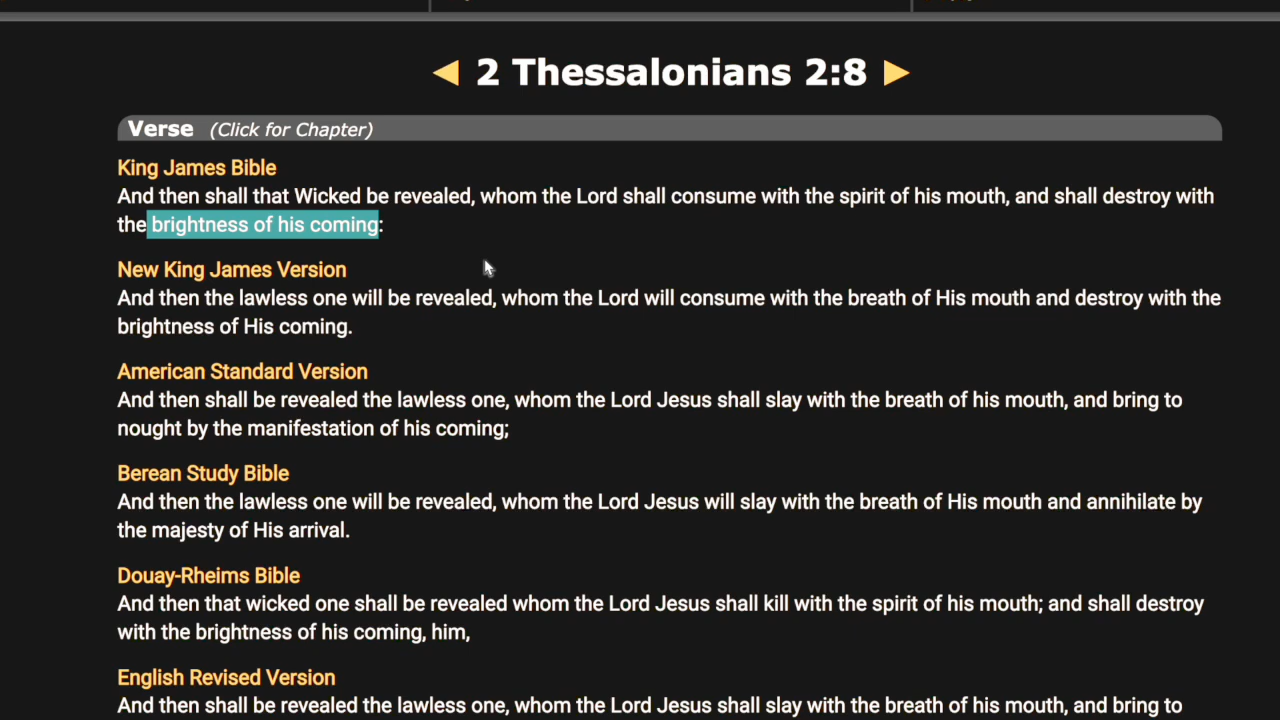 2 Thessalonians 2:8
Verse (Click for Chapter)
King James Bible
And then shall that Wicked be revealed, whom the Lord shall consume with the spirit of his mouth, and shall destroy with
the brightness of his coming:
New King James Version
And then the lawless one will be revealed, whom the Lord will consume with the breath of His mouth and destroy with the
brightness of His coming.
American Standard Version
And then shall be revealed the lawless one, whom the Lord Jesus shall slay with the breath of his mouth, and bring to
nought by the manifestation of his coming;
Berean Study Bible
And then the lawless one will be revealed, whom the Lord Jesus will slay with the breath of His mouth and annihilate by
the majesty of His arrival.
Douay-Rheims Bible
And then that wicked one shall be revealed whom the Lord Jesus shall kill with the spirit of his mouth; and shall destroy
with the brightness of his coming, him,
English Revised Version
And then shall be revealed the lawless one, whom the Lord Jesus shall slay with the breath of his mouth, and bring to